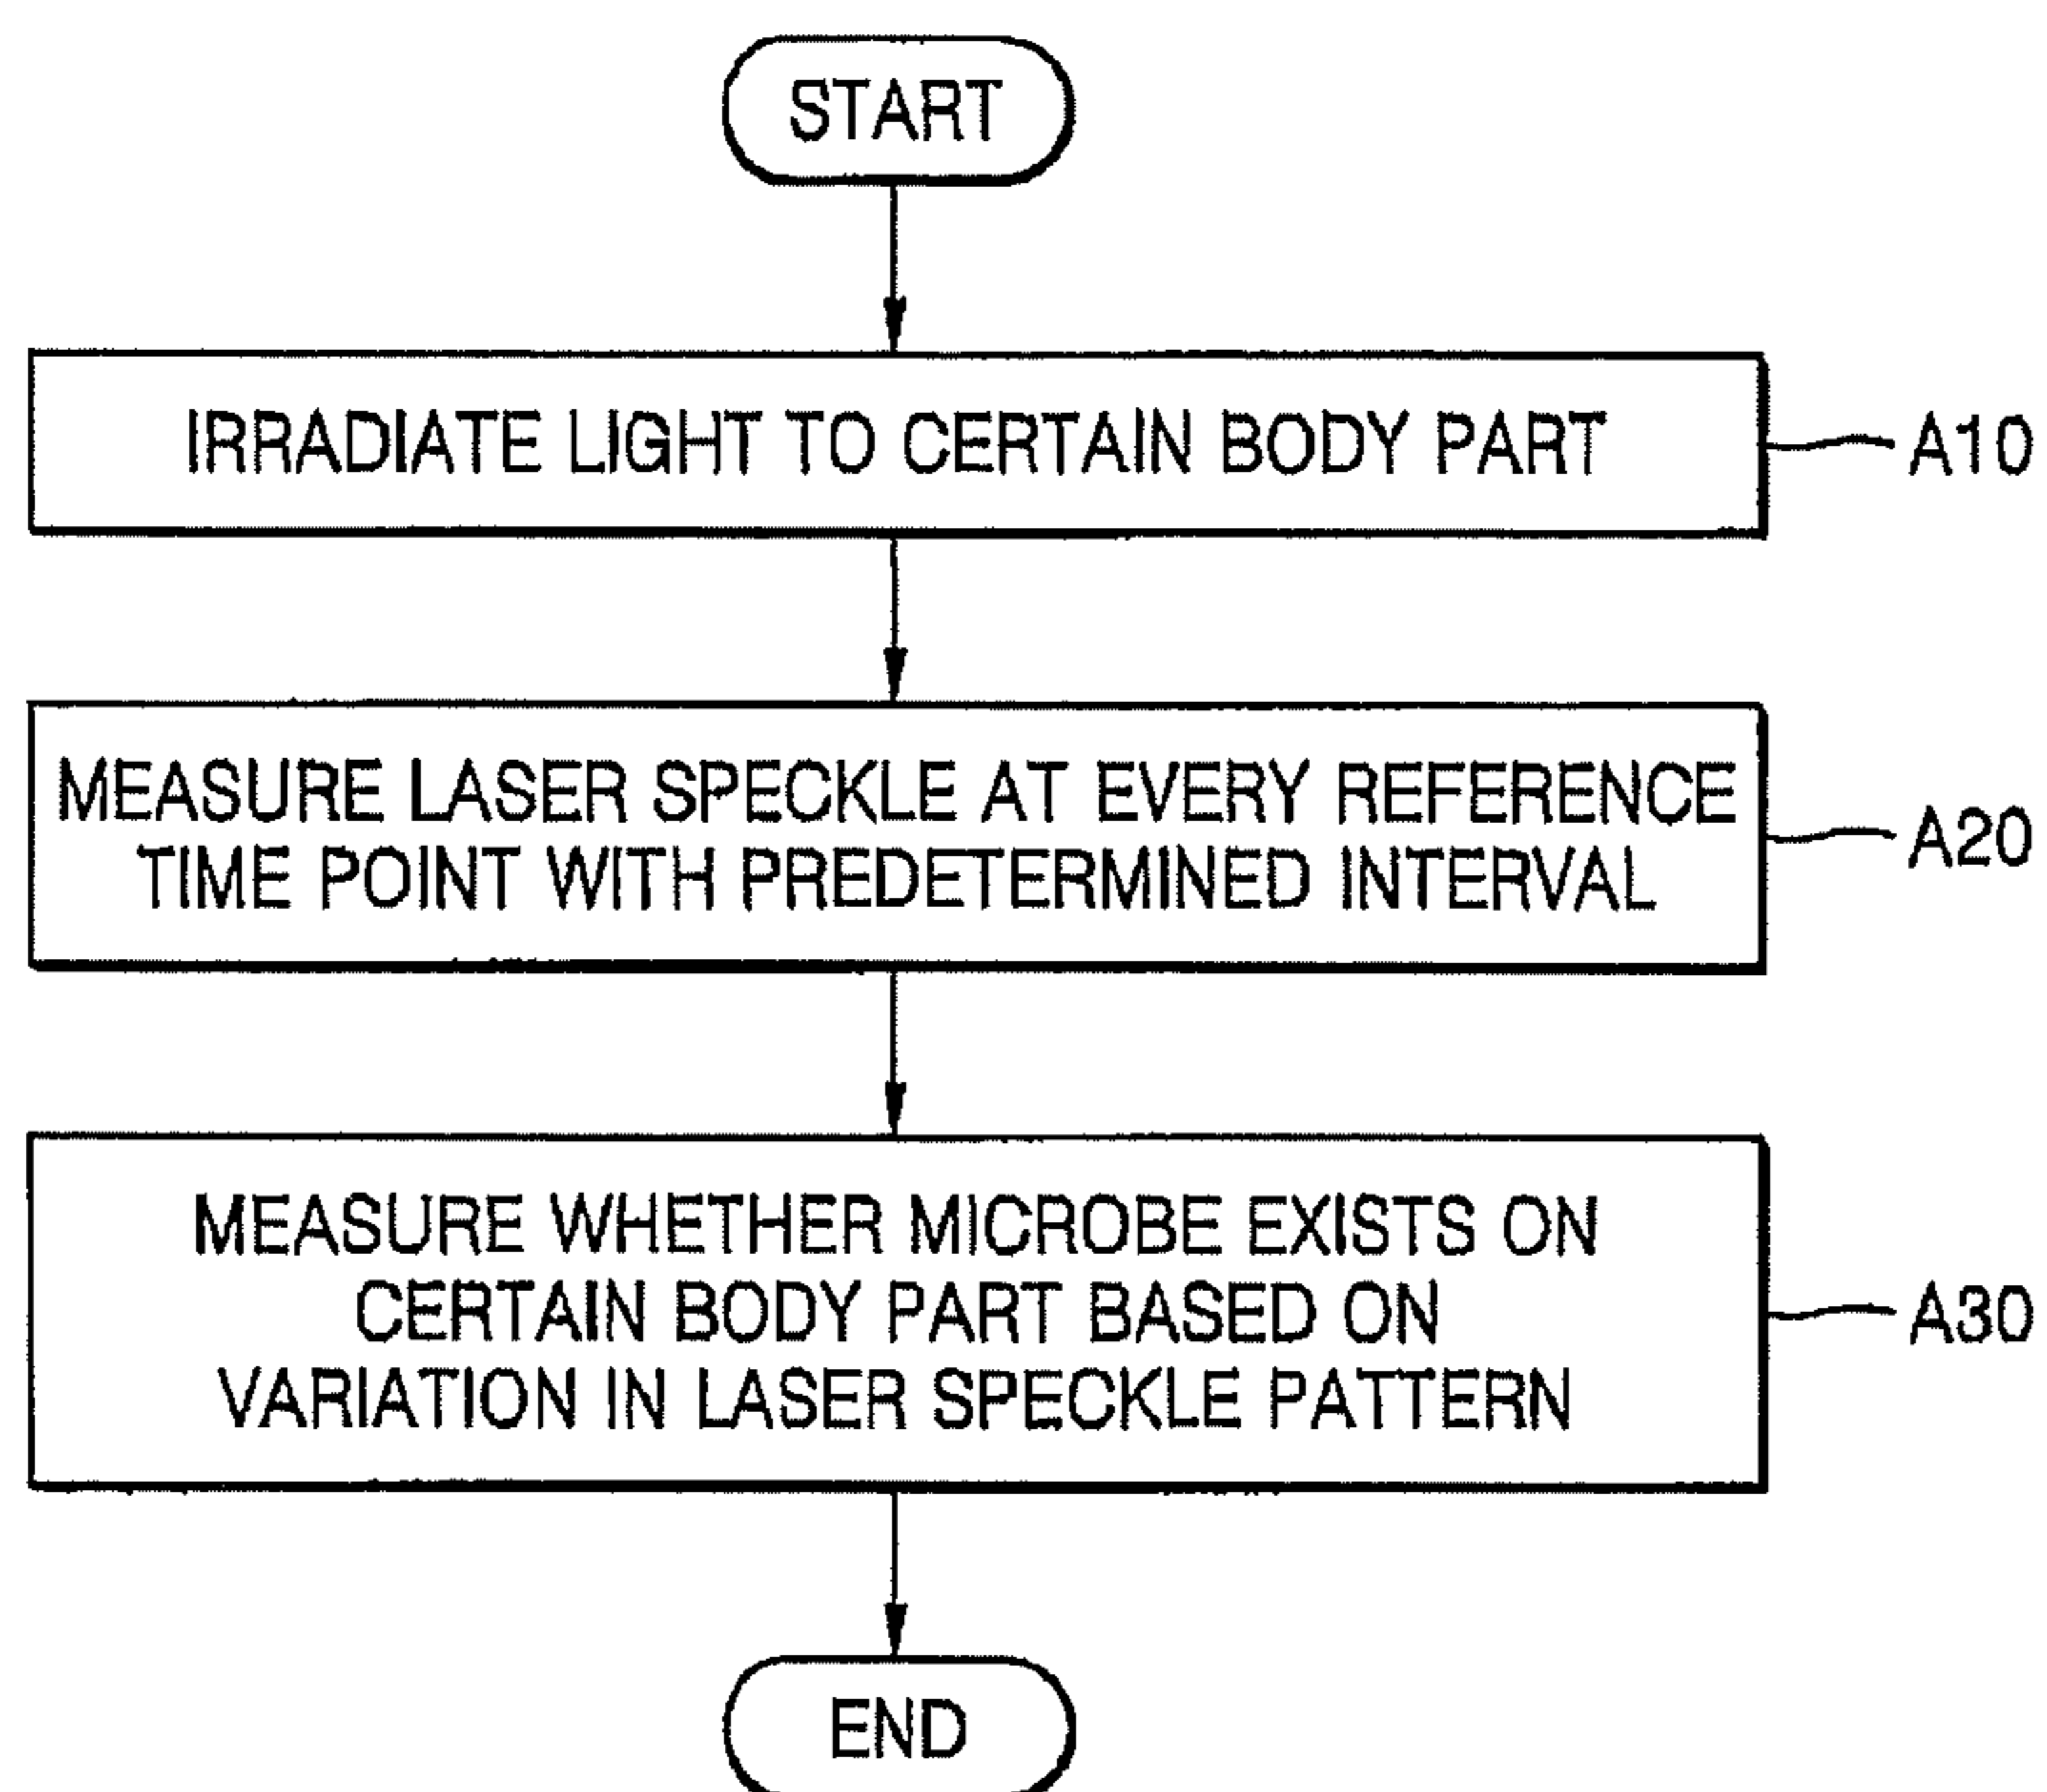 START
IRRADIATE LIGHT TO CERTAIN BODY PART
A10
MEASURE LASER SPECKLE AT EVERY REFERENCE
TIME POINT WITH PREDETERMINED INTERVAL
A20
MEASURE WHETHER MICROBE EXISTS ON
CERTAIN BODY PART BASED ON
VARIATION IN LASER SPECKLE PATTERN
A30
END